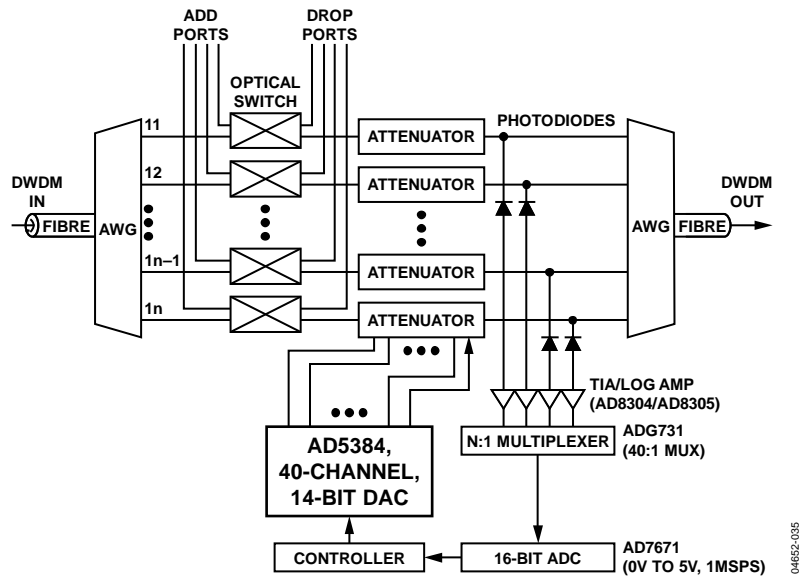 ADD
PORTS
DROP
PORTS
OPTICAL
SWITCH
PHOTODIODES
11
ATTENUATOR
12
ATTENUATOR
DWDM
IN
FIBRE
AWG
DWDM
OUT
AWG
FIBRE
1n–1
ATTENUATOR
1n
ATTENUATOR
TIA/LOG AMP
(AD8304/AD8305)
AD5384,
40-CHANNEL,
14-BIT DAC
N:1 MULTIPLEXER
ADG731
(40:1 MUX)
CONTROLLER
16-BIT ADC
AD7671
(0V TO 5V, 1MSPS)
04652-035